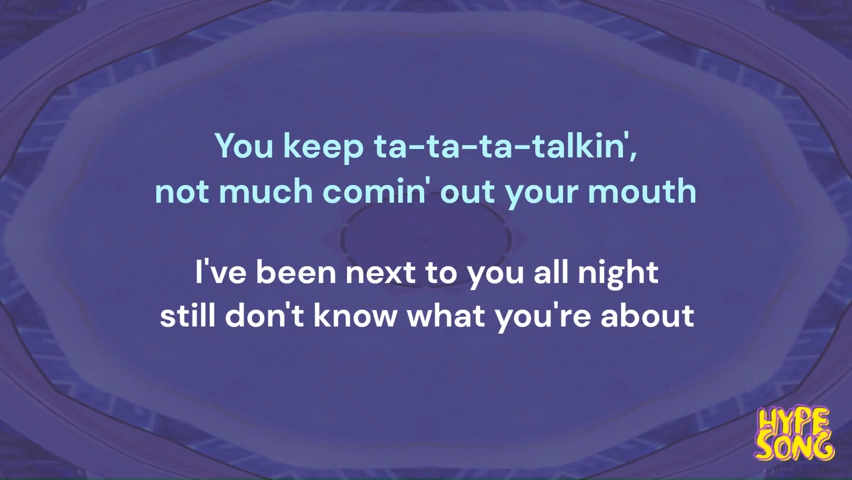 You keep ta-ta-ta-talkin',
not much comin' out your mouth
I've been next to you all night
still don't know what you're about
HYPE
SONG